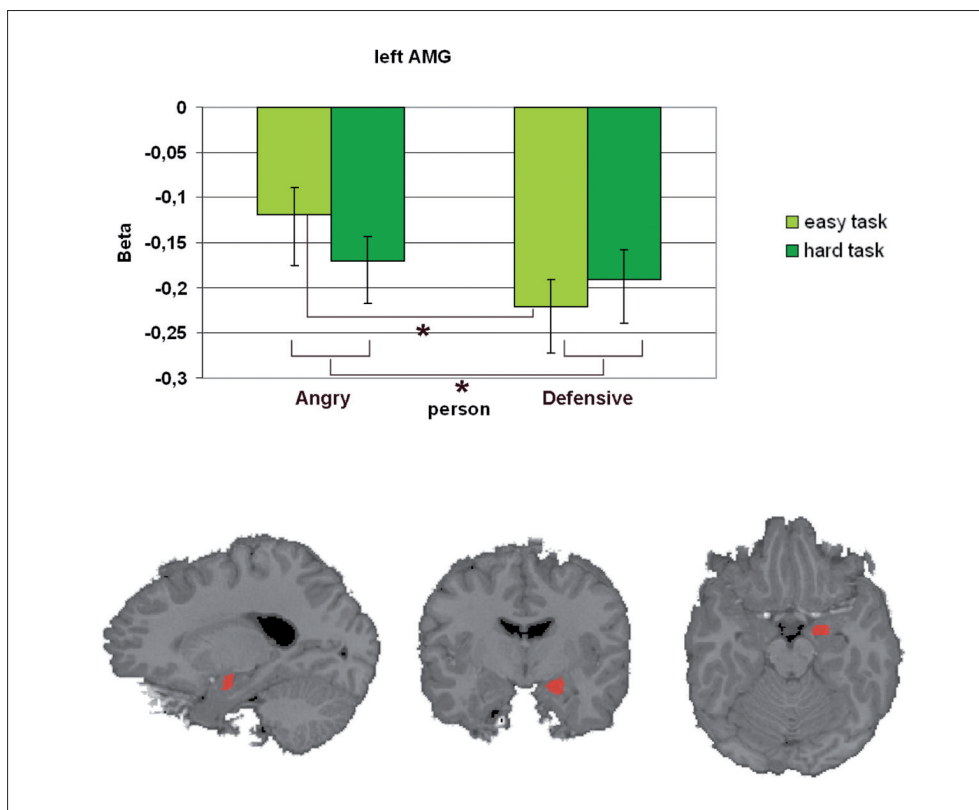 left AMG
0
-0,05
-0,1
-0,15
-0,2
-0,25
-0,3
Beta
easy task
hard task
*
*
Angry
Defensive
person